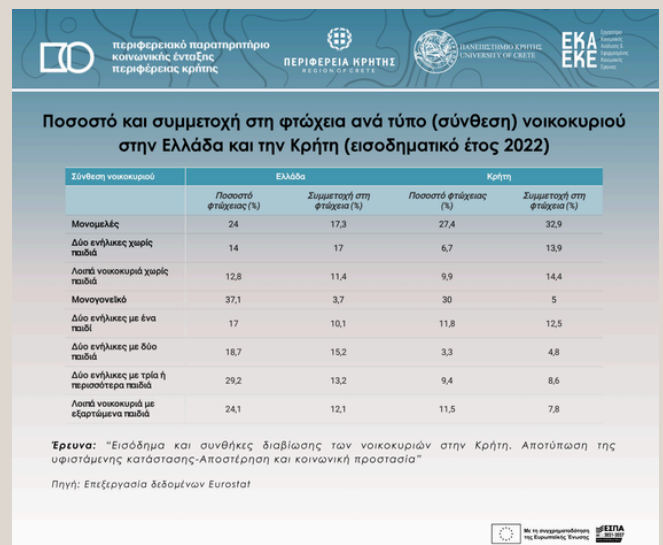 περιφερειακό παρατηρητήριο
κοινωνικής ένταξης
περιφέρειας κρήτης
ΠΕΡΙΦΕΡΕΙΑ ΚΡΗΤΗΣ
REGION OF CRETE
ΠΑΝΕΠΙΣΤΗΜΙΟ ΚΡΗΤΗΣ
UNIVERSITY OF CRETE
ΕΚΑ
ΕΚΕ
Εργαστήριο
Κοινωνικής
Ανάλυσης &
Εφαρμοσμένης
Κοινωνικής
Έρευνας
Ποσοστό και συμμετοχή στη φτώχεια ανά τύπο (σύνθεση) νοικοκυριού
στην Ελλάδα και την Κρήτη (εισοδηματικό έτος 2022)
Σύνθεση νοικοκυριού Ελλάδα Κρήτη
Ποσοστό φτώχειας (%) Συμμετοχή στη φτώχεια (%) Ποσοστό φτώχειας (%) Συμμετοχή στη φτώχεια (%)
Μονομελές 24 17,3 27,4 32,9
Δύο ενήλικες χωρίς παιδιά 14 17 6,7 13,9
Λοιπά νοικοκυριά χωρίς παιδιά 12,8 11,4 9,9 14,4
Μονογονεϊκό 37,1 3,7 30 5
Δύο ενήλικες με ένα παιδί 17 10,1 11,8 12,5
Δύο ενήλικες με δύο παιδιά 18,7 15,2 3,3 4,8
Δύο ενήλικες με τρία ή περισσότερα παιδιά 29,2 13,2 9,4 8,6
Λοιπά νοικοκυριά με εξαρτώμενα παιδιά 24,1 12,1 11,5 7,8
Έρευνα: "Εισόδημα και συνθήκες διαβίωσης των νοικοκυριών στην Κρήτη. Αποτύπωση της
υφιστάμενης κατάστασης-Αποστέρηση και κοινωνική προστασία"
Πηγή: Επεξεργασία δεδομένων Eurostat
Με τη συγχρηματοδότηση
της Ευρωπαϊκής Ένωσης
ΕΣΠΑ
2021-2027